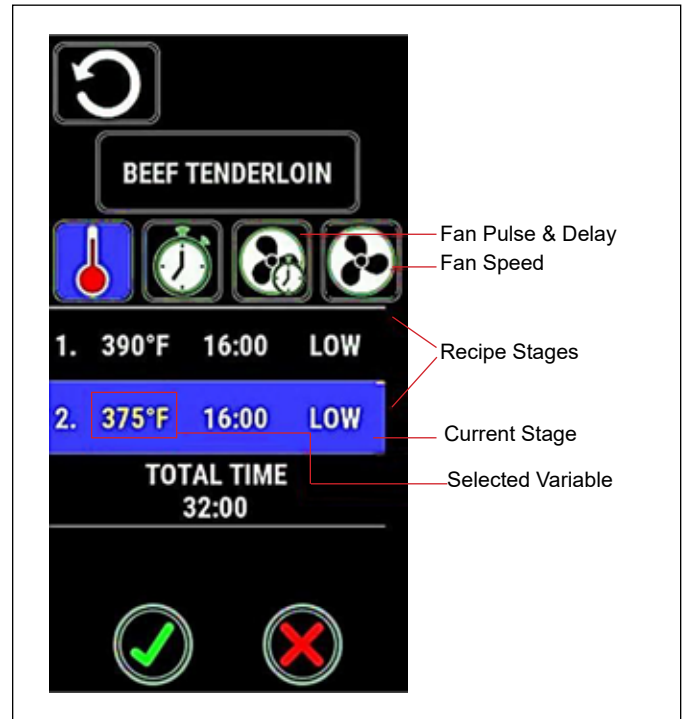 BEEF TENDERLOIN
Fan Pulse & Delay
Fan Speed
1. 390°F 16:00 LOW
Recipe Stages
2. 375°F 16:00 LOW
Current Stage
TOTAL TIME
Selected Variable
32:00